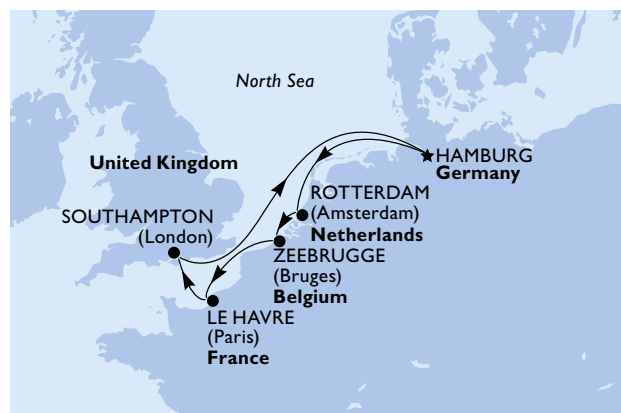 North Sea
HAMBURG
Germany
United Kingdom
ROTTERDAM
(Amsterdam)
Netherlands
SOUTHAMPTON
(London)
ZEEBRUGGE
(Bruges)
Belgium
LE HAVRE
(Paris)
France